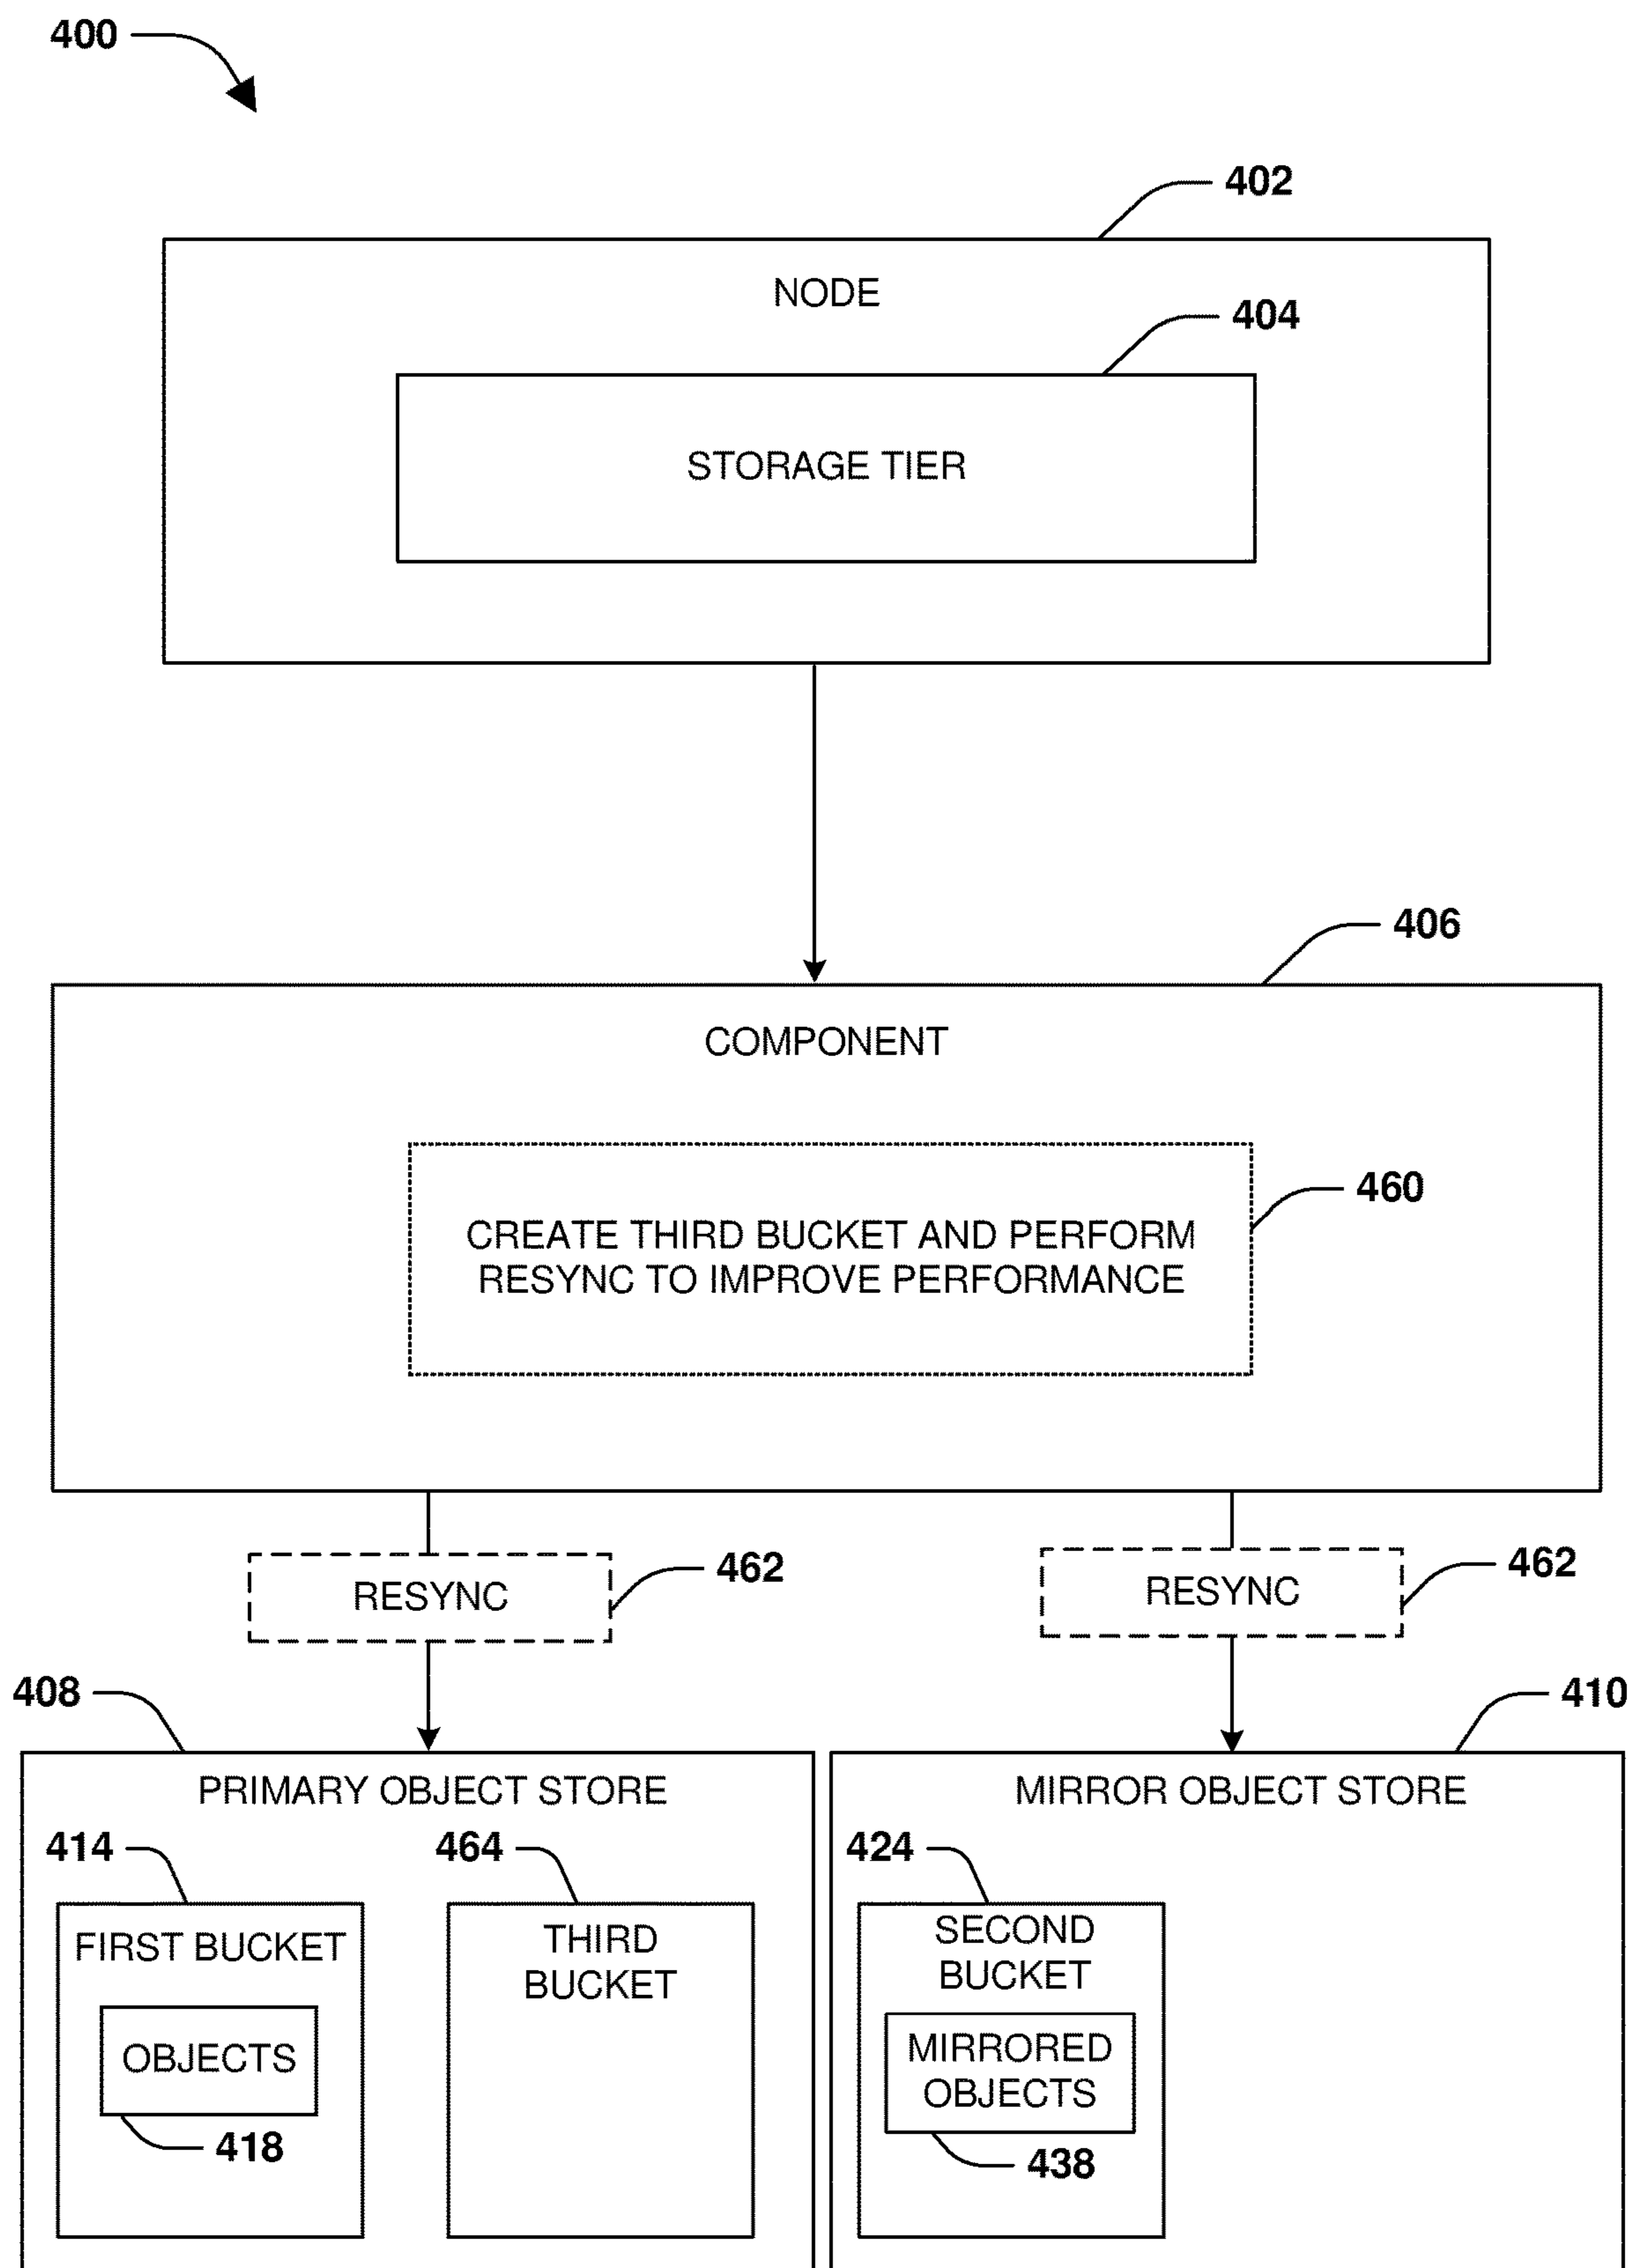 400
402
NODE
404
STORAGE TIER
406
COMPONENT
460
CREATE THIRD BUCKET AND PERFORM
RESYNC TO IMPROVE PERFORMANCE
RESYNC
462
RESYNC
462
408
410
PRIMARY OBJECT STORE
MIRROR OBJECT STORE
414
464
424
FIRST BUCKET
THIRD
BUCKET
SECOND
BUCKET
OBJECTS
418
MIRRORED
OBJECTS
438